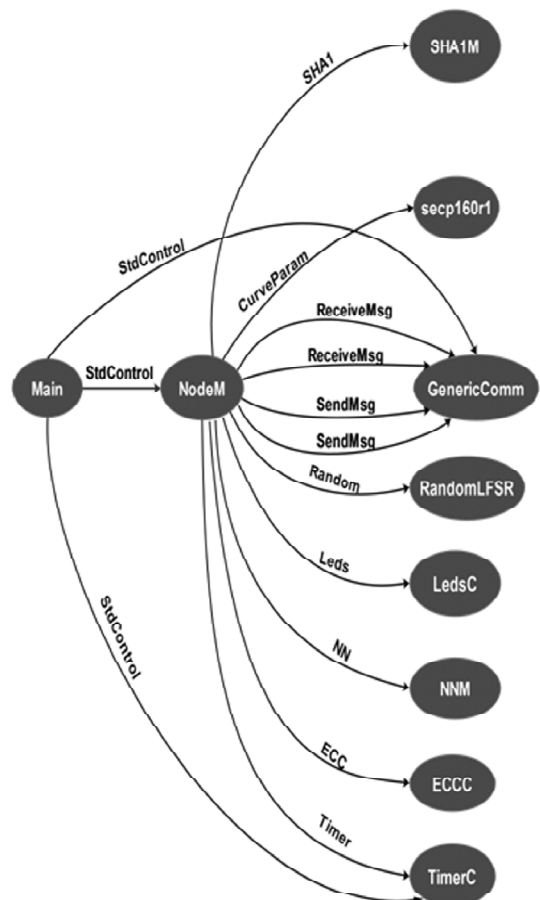 SHA1
SHA1M
secp160r1
StdControl
CurveParam
ReceiveMsg
ReceiveMsg
StdControl
Main
NodeM
GenericComm
SendMsg
SendMsg
Random
RandomLFSR
Leds
LedsC
StdControl
NN
NNM
ECC
ECCC
Timer
TimerC